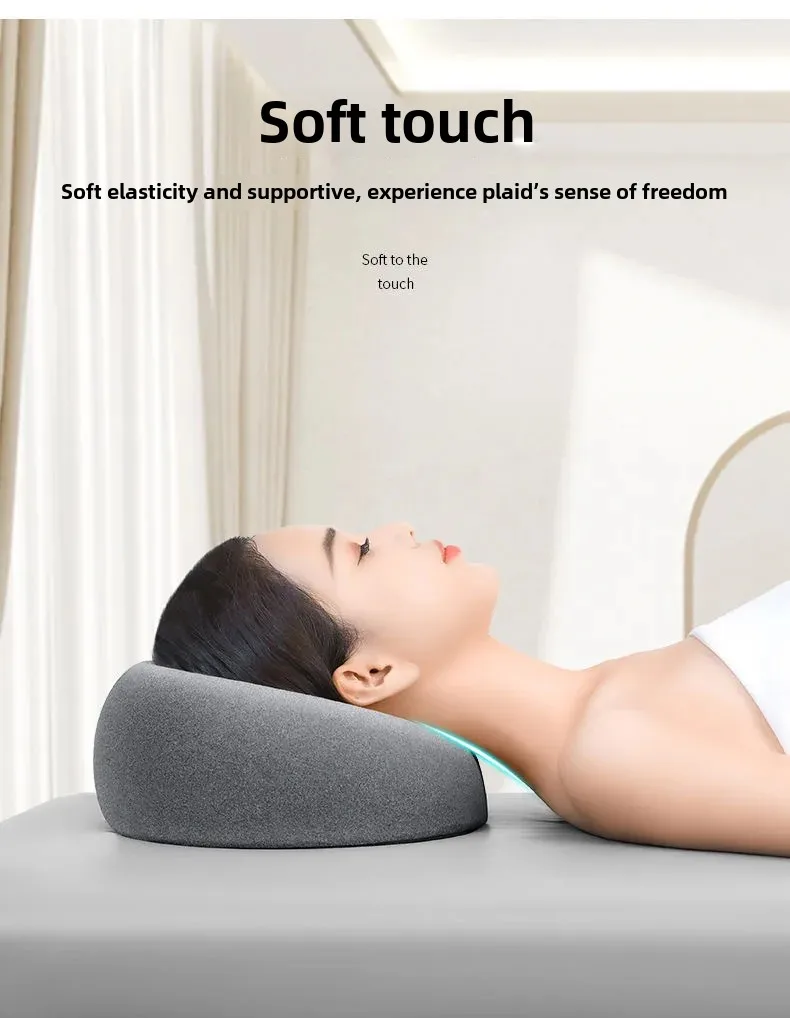 Soft touch
Soft elasticity and supportive, experience plaid’s sense of freedom
Soft to the
touch